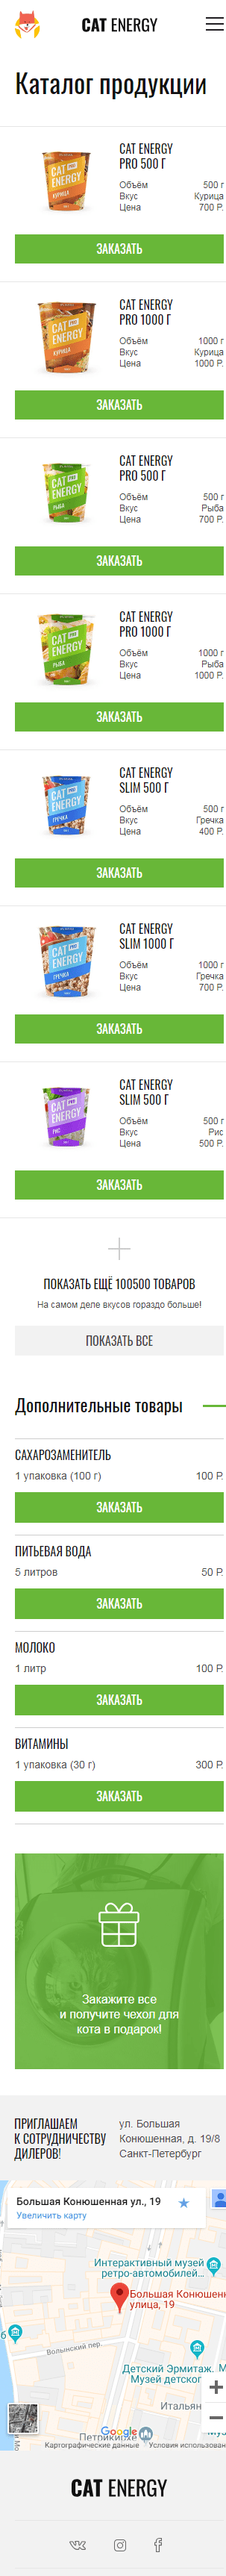 CAT ENERGY
Каталог продукции
CAT ENERGY
PRO 500 Г
Объём 500 г
Вкус Курица
Цена 700 Р.
CAT PRO
ENERGY
КУРИЦА
ЗАКАЗАТЬ
CAT ENERGY
PRO 1000 Г
Объём 1000 г
Вкус Курица
Цена 1000 Р.
CAT PRO
ENERGY
КУРИЦА
ЗАКАЗАТЬ
CAT ENERGY
PRO 500 Г
Объём 500 г
Вкус Рыба
Цена 700 Р.
CAT PRO
ENERGY
РЫБА
ЗАКАЗАТЬ
CAT ENERGY
PRO 1000 Г
Объём 1000 г
Вкус Рыба
Цена 1000 Р.
CAT PRO
ENERGY
РЫБА
ЗАКАЗАТЬ
CAT ENERGY
SLIM 500 Г
Объём 500 г
Вкус Гречка
Цена 400 Р.
CAT PRO
ENERGY
ГРЕЧКА
ЗАКАЗАТЬ
CAT ENERGY
SLIM 1000 Г
Объём 1000 г
Вкус Гречка
Цена 700 Р.
CAT PRO
ENERGY
ГРЕЧКА
ЗАКАЗАТЬ
CAT ENERGY
SLIM 500 Г
Объём 500 г
Вкус Рис
Цена 500 Р.
CAT PRO
ENERGY
РИС
ЗАКАЗАТЬ
ПОКАЗАТЬ ЕЩЁ 100500 ТОВАРОВ
На самом деле вкусов гораздо больше!
ПОКАЗАТЬ ВСЕ
Дополнительные товары
САХАРОЗАМЕНИТЕЛЬ
1 упаковка (100 г) 100 Р.
ЗАКАЗАТЬ
ПИТЬЕВАЯ ВОДА
5 литров 50 Р.
ЗАКАЗАТЬ
МОЛОКО
1 литр 100 Р.
ЗАКАЗАТЬ
ВИТАМИНЫ
1 упаковка (30 г) 300 Р.
ЗАКАЗАТЬ
Закажите все
и получите чехол для
кота в подарок!
ПРИГЛАШАЕМ
К СОТРУДНИЧЕСТВУ
ДИЛЕРОВ!
ул. Большая
Конюшенная, д. 19/8
Санкт-Петербург
Большая Конюшенная ул., 19
Увеличить карту
Интерактивный музей
ретро-автомобилей...
Большая Конюшенн
улица, 19
Волынский пер.
Детский Эрмитаж. М
Музей детског
Итальян
Google
Картографические данные Условия использован
CAT ENERGY